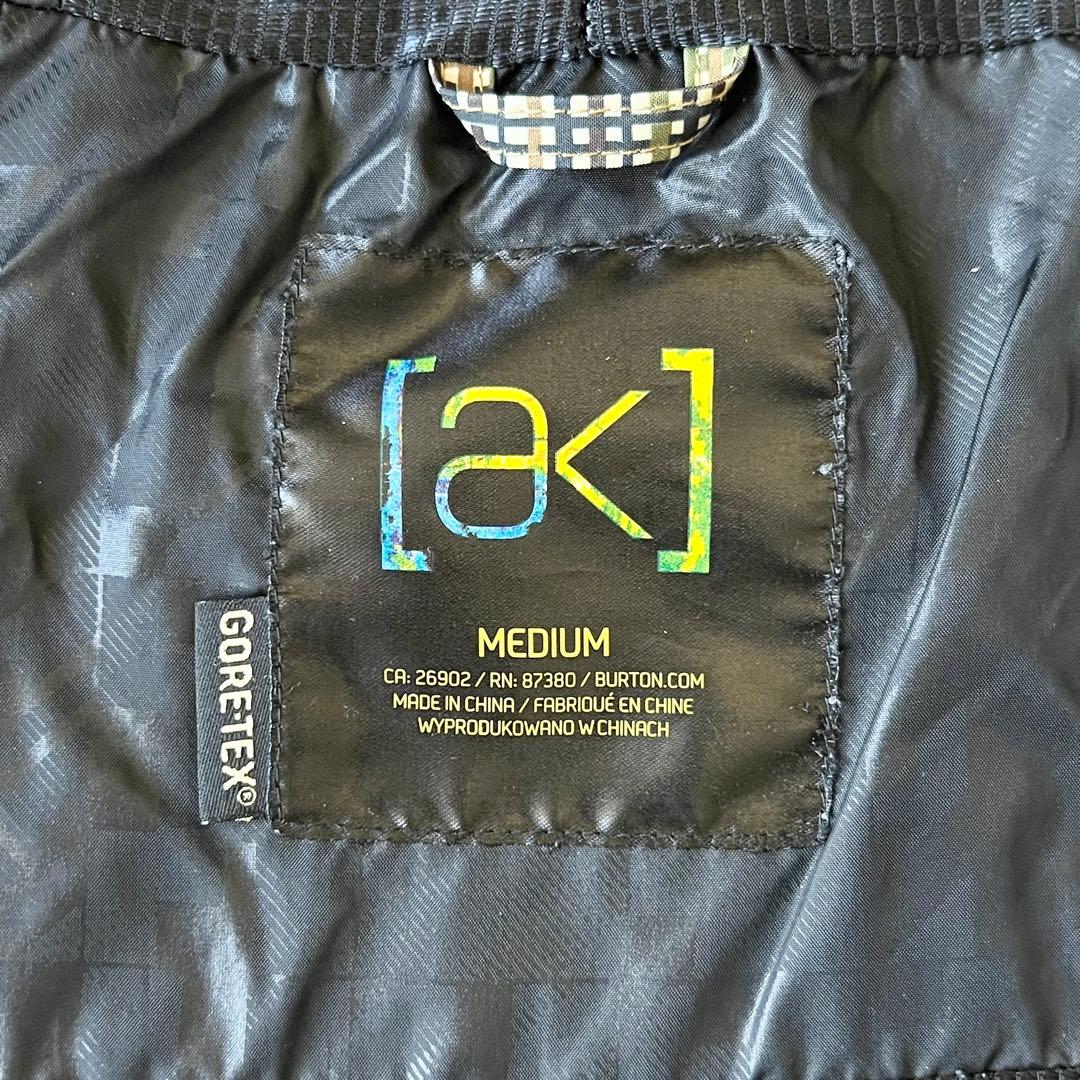 [ak]
MEDIUM
CA: 26902 / RN: 87380 / BURTON.COM
MADE IN CHINA / FABRIQUÉ EN CHINE
WYPRODUKOWANO W CHINACH
GORE-TEX®